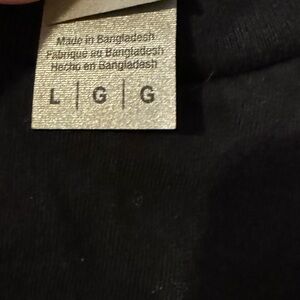 Made in Bangladesh
Fabriqué au Bangladesh
Hecho en Bangladesh
L | G | G